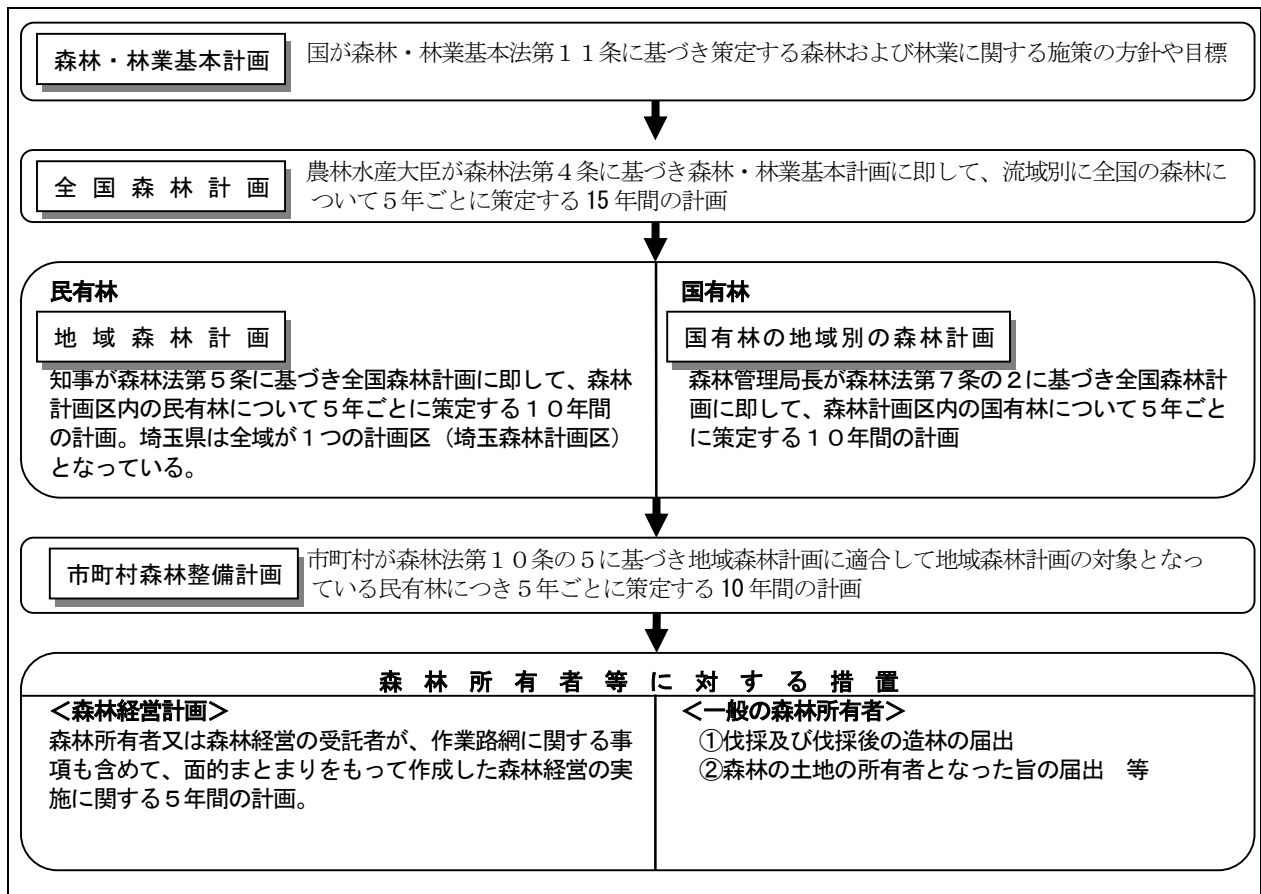 森林・林業基本計画
国が森林・林業基本法第１１条に基づき策定する森林および林業に関する施策の方針や目標
全国森林計画
農林水産大臣が森林法第４条に基づき森林・林業基本計画に即して、流域別に全国の森林に
ついて５年ごとに策定する 15 年間の計画
民有林
地域森林計画
知事が森林法第５条に基づき全国森林計画に即して、森林
計画区内の民有林について５年ごとに策定する１０年間
の計画。埼玉県は全域が１つの計画区（埼玉森林計画区）
となっている。
国有林
国有林の地域別の森林計画
森林管理局長が森林法第７条の２に基づき全国森林計
画に即して、森林計画区内の国有林について５年ごと
に策定する１０年間の計画
市町村森林整備計画
市町村が森林法第１０条の５に基づき地域森林計画に適合して地域森林計画の対象となっ
ている民有林につき５年ごとに策定する 10 年間の計画
森林所有者等に対する措置
＜森林経営計画＞
森林所有者又は森林経営の受託者が、作業路網に関する事
項も含めて、面的まとまりをもって作成した森林経営の実
施に関する５年間の計画。
＜一般の森林所有者＞
①伐採及び伐採後の造林の届出
②森林の土地の所有者となった旨の届出　等